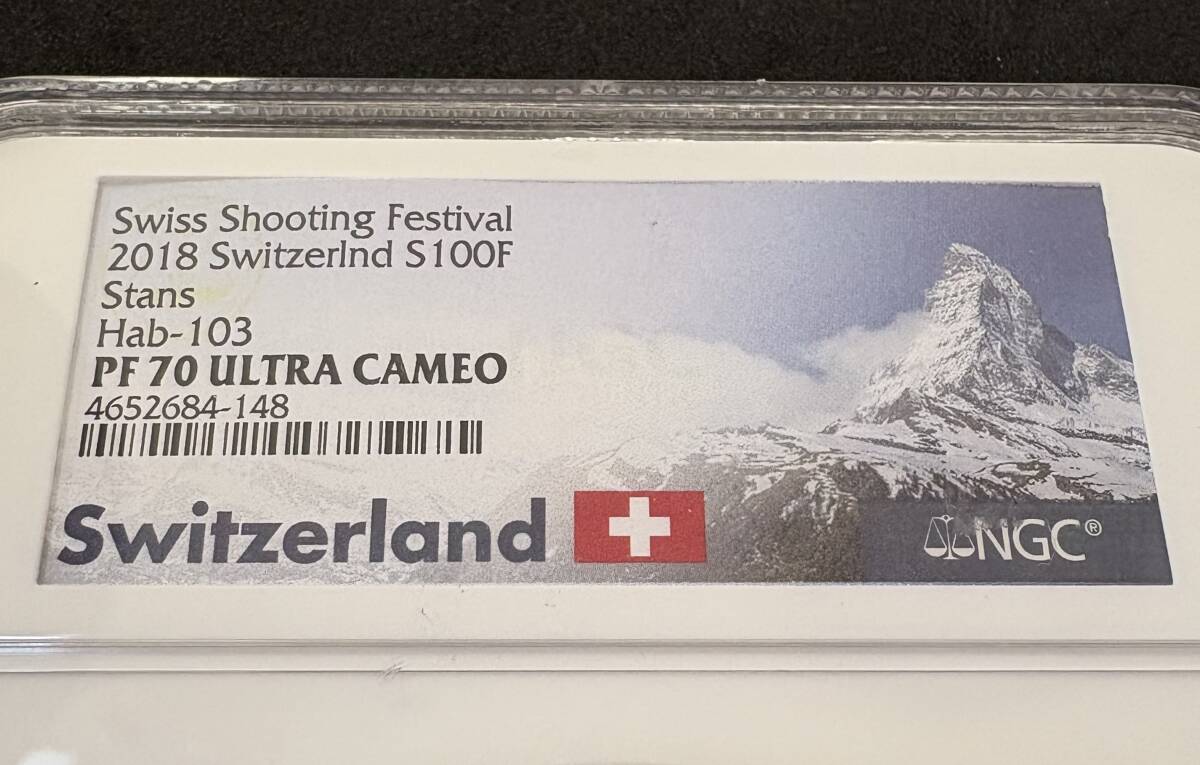 Swiss Shooting Festival
2018 Switzerlnd S100F
Stans
Hab-103
PF 70 ULTRA CAMEO
4652684-148
Switzerland
NGC®